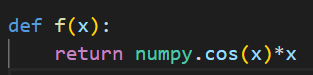 def f(x):
    return numpy.cos(x)*x